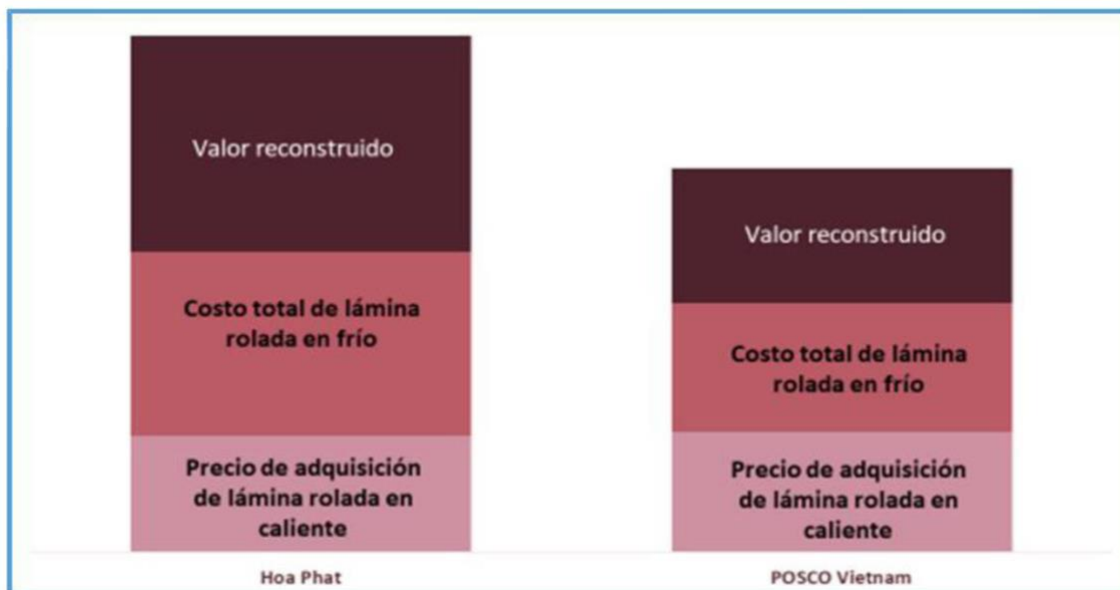 Valor reconstruido
Costo total de lámina
rolada en frío
Precio de adquisición
de lámina rolada en
caliente
Hoa Phat
Valor reconstruido
Costo total de lámina
rolada en frío
Precio de adquisición
de lámina rolada en
caliente
POSCO Vietnam